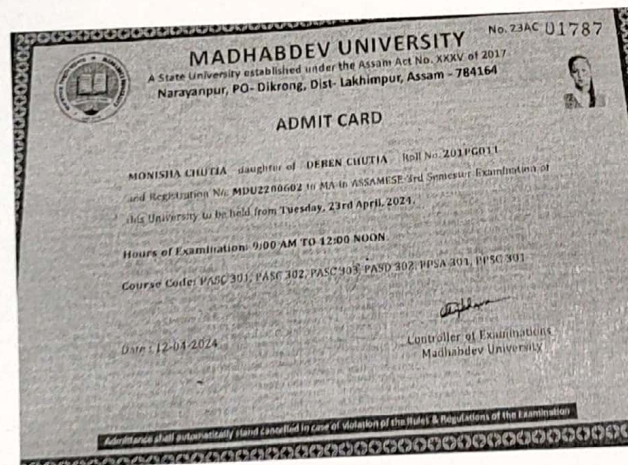 No. 23AC 01787
MADHABDEV UNIVERSITY
A State University established under the Assam Act No. XXXV of 2017
Narayanpur, PO- Dikrong, Dist- Lakhimpur, Assam - 784164
ADMIT CARD
MONISHA CHUTIA daughter of DEREN CHUTIA Roll No. 201PG011
and Registration No. MDU2200602 in MA in ASSAMESE 3rd Semester Examination of
this University to be held from Tuesday, 23rd April, 2024.
Hours of Examination: 9:00 AM TO 12:00 NOON
Course Code: PASC 301, PASC 302, PASC 303, PASD 302, PPSA 301, PPSC 301
Date : 12-04-2024
Controller of Examinations
Madhabdev University
Admittance shall automatically stand cancelled in case of violation of the Rules & Regulations of the Examination